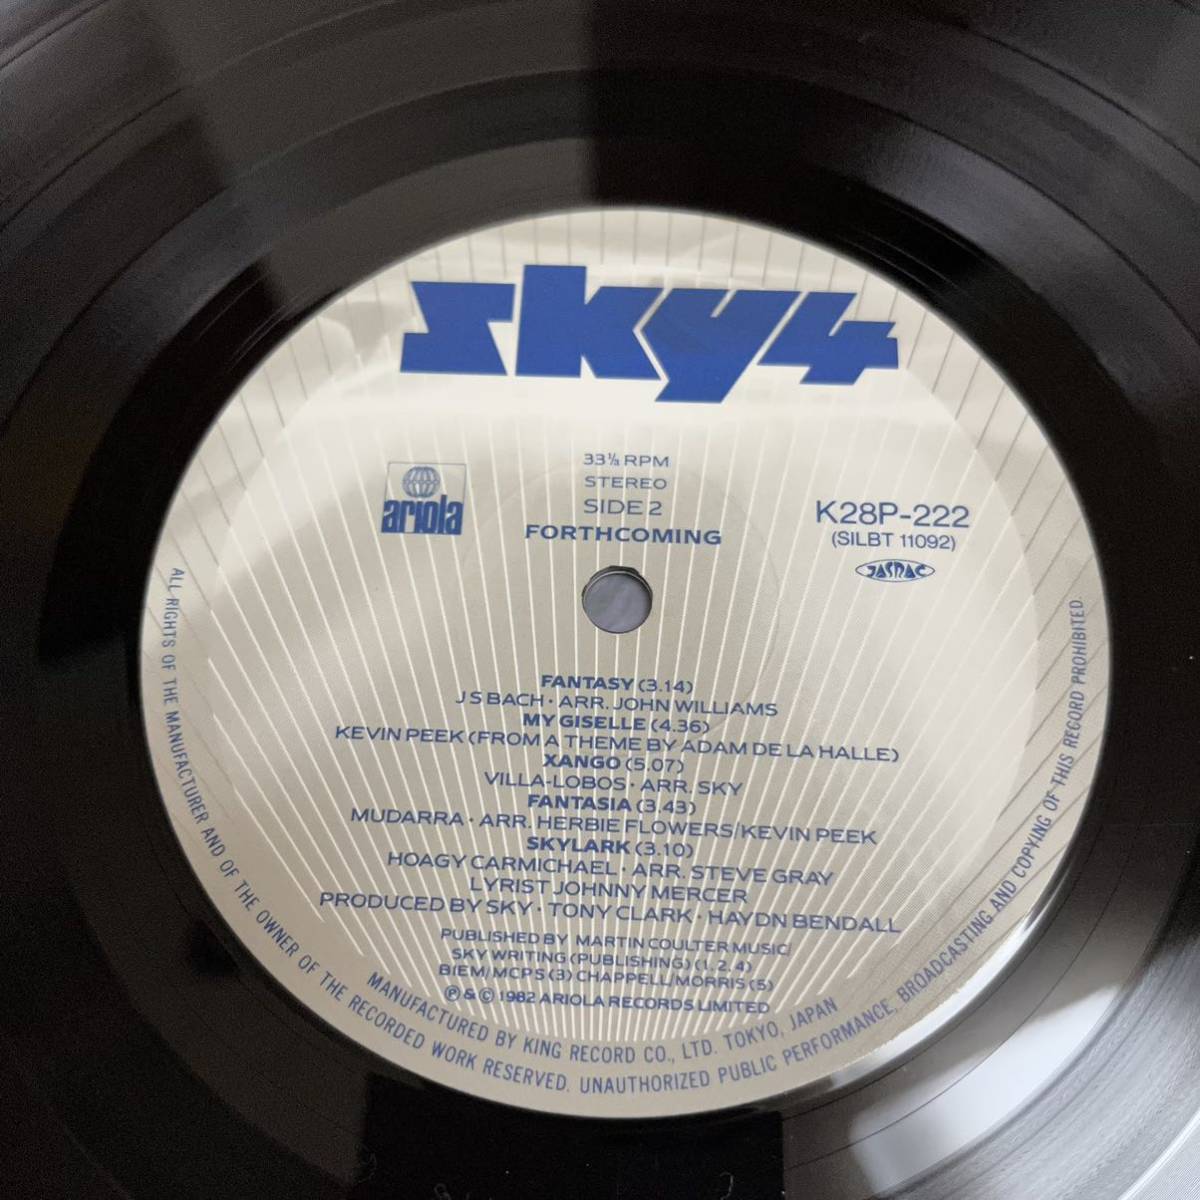 sky4
33⅓ RPM
STEREO
SIDE 2
FORTHCOMING
ariola
K28P-222
(SILBT 11092)
JASRAC
FANTASY (3.14)
J S BACH · ARR. JOHN WILLIAMS
MY GISELLE (4.36)
KEVIN PEEK (FROM A THEME BY ADAM DE LA HALLE)
XANGO (5.07)
VILLA-LOBOS · ARR. SKY
FANTASIA (3.43)
MUDARRA · ARR. HERBIE FLOWERS/KEVIN PEEK
SKYLARK (3.10)
HOAGY CARMICHAEL · ARR. STEVE GRAY
LYRIST JOHNNY MERCER
PRODUCED BY SKY · TONY CLARK · HAYDN BENDALL
PUBLISHED BY MARTIN COULTER MUSIC/
SKY WRITING (PUBLISHING) (1, 2, 4)
BIEM/MCPS (3) CHAPPELL/MORRIS (5)
℗ & © 1982 ARIOLA RECORDS LIMITED
MANUFACTURED BY KING RECORD CO., LTD. TOKYO, JAPAN
ALL RIGHTS OF THE MANUFACTURER AND OF THE OWNER OF THE RECORDED WORK RESERVED. UNAUTHORIZED PUBLIC PERFORMANCE, BROADCASTING AND COPYING OF THIS RECORD PROHIBITED.